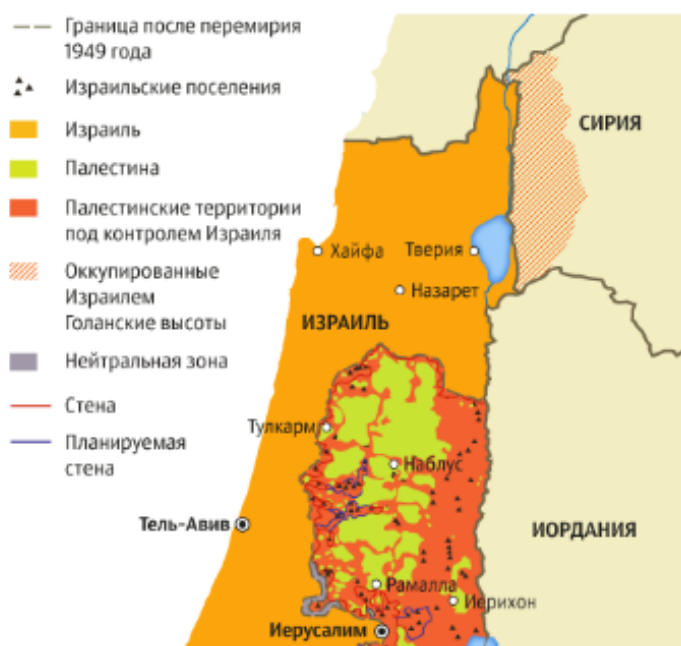 Граница после перемирия
1949 года
Израильские поселения
Израиль
Палестина
Палестинские территории
под контролем Израиля
Оккупированные
Израилем
Голанские высоты
Нейтральная зона
Стена
Планируемая
стена
СИРИЯ
Хайфа
Тверия
Назарет
ИЗРАИЛЬ
Тулкарм
Наблус
Тель-Авив
ИОРДАНИЯ
Рамалла
Иерихон
Иерусалим